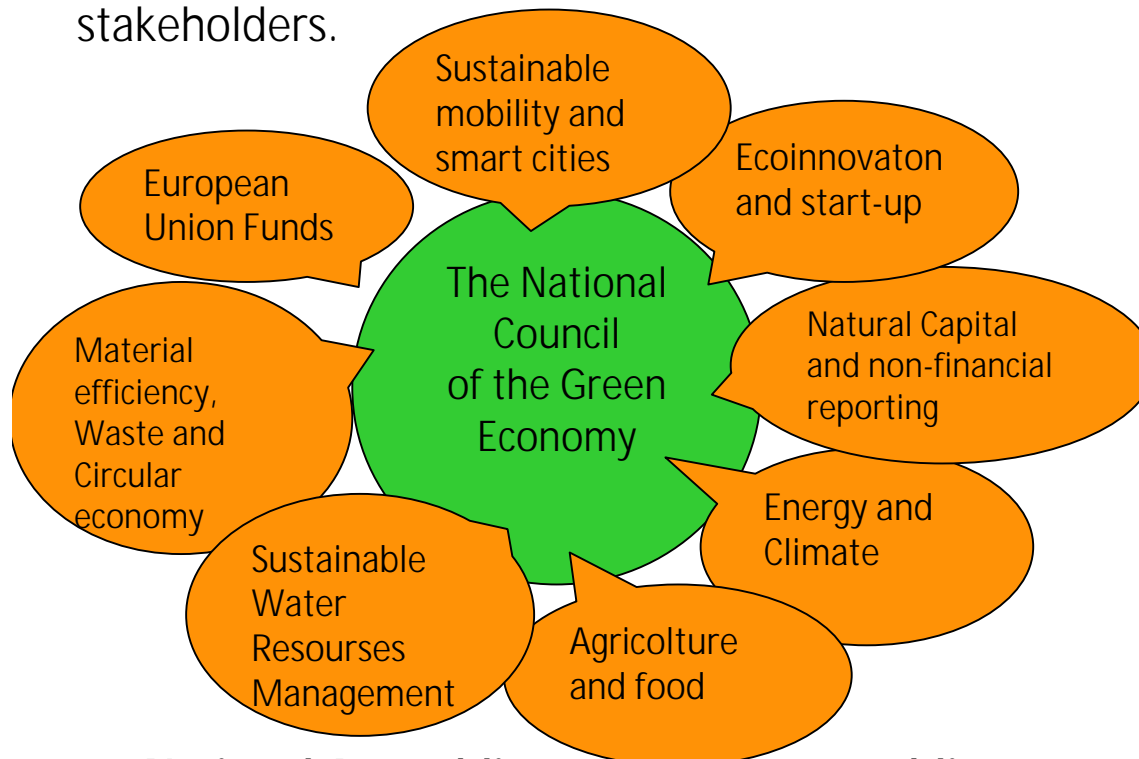 stakeholders.
Sustainable
mobility and
smart cities
Ecoinnovaton
and start-up
European
Union Funds
The National
Council
of the Green
Economy
Natural Capital
and non-financial
reporting
Material
efficiency,
Waste and
Circular
economy
Energy and
Climate
Sustainable
Water
Resourses
Management
Agricolture
and food